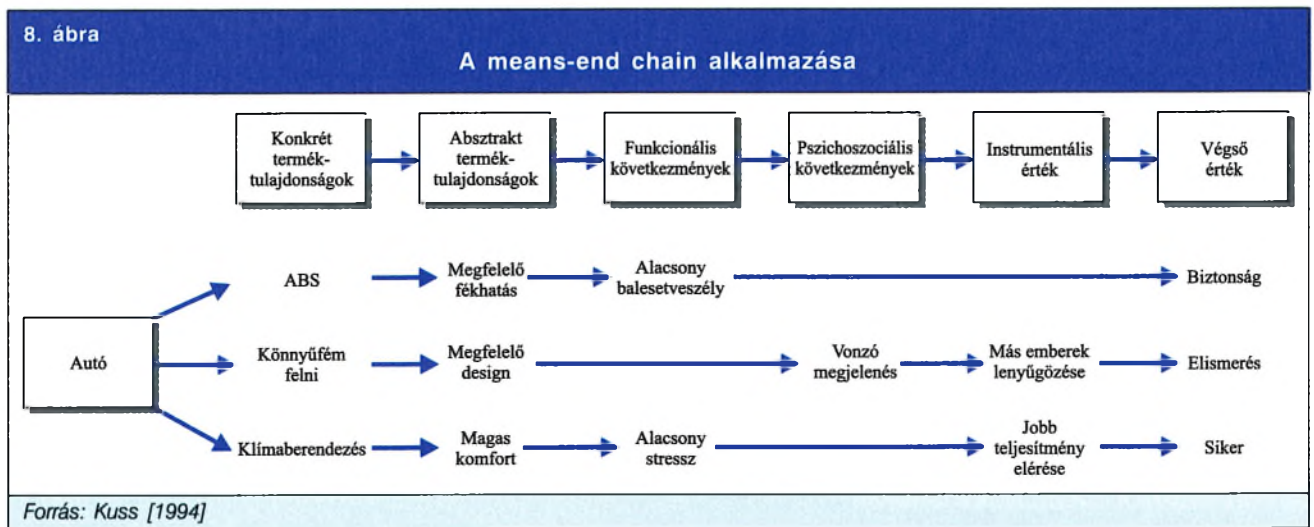 8. ábra
A means-end chain alkalmazása
Konkrét
termék-
tulajdonságok
Absztrakt
termék-
tulajdonságok
Funkcionális
következmények
Pszichoszociális
következmények
Instrumentális
érték
Végső
érték
Autó
ABS
Megfelelő
fékhatás
Alacsony
balesetveszély
Biztonság
Könnyűfém
felni
Megfelelő
design
Vonzó
megjelenés
Más emberek
lenyűgözése
Elismerés
Klímaberendezés
Magas
komfort
Alacsony
stressz
Jobb
teljesítmény
elérése
Siker
Forrás: Kuss [1994]